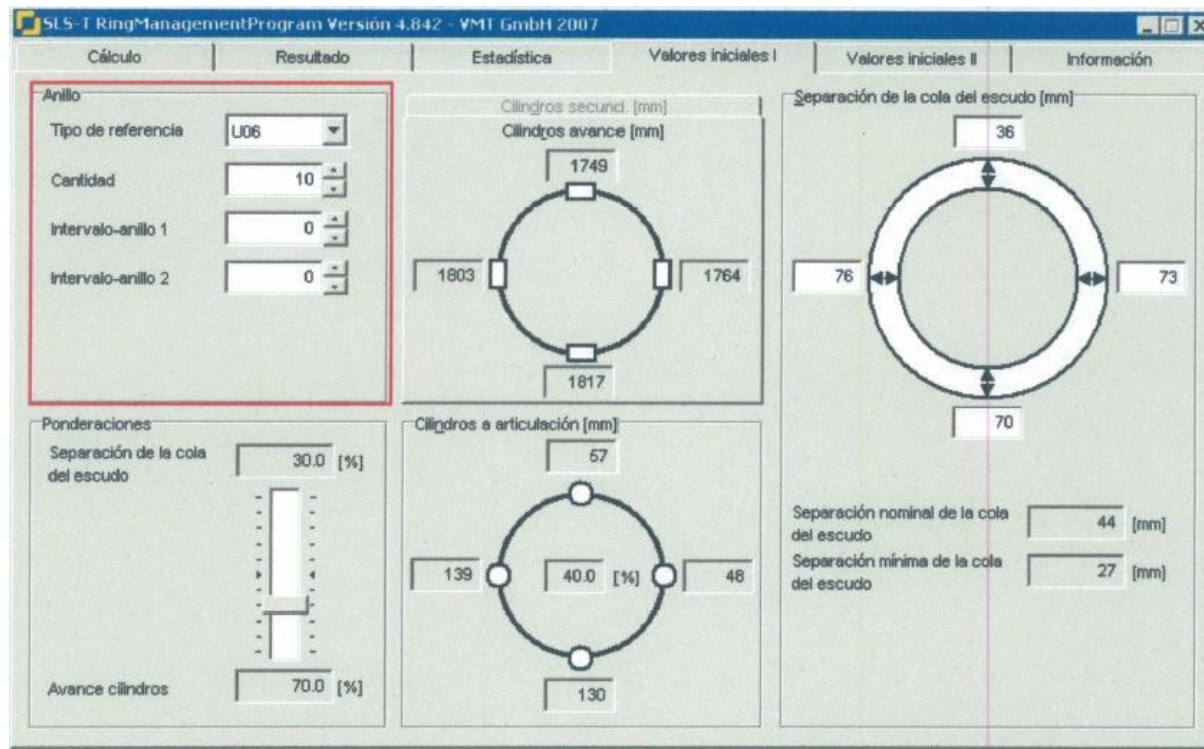 SLS-T RingManagementProgram Versión 4.842 - VMT GmbH 2007
Cálculo
Resultado
Estadística
Valores iniciales I
Valores iniciales II
Información
Anillo
Tipo de referencia
U06
Cantidad
10
Intervalo-anillo 1
0
Intervalo-anillo 2
0
Cilindros secund. [mm]
Cilindros avance [mm]
1749
1803
1764
1817
Separación de la cola del escudo [mm]
36
76
73
70
Ponderaciones
Separación de la cola
del escudo
30.0 [%]
Avance cilindros
70.0 [%]
Cilindros a articulación [mm]
57
139
40.0 [%]
48
130
Separación nominal de la cola
del escudo
44 [mm]
Separación mínima de la cola
del escudo
27 [mm]